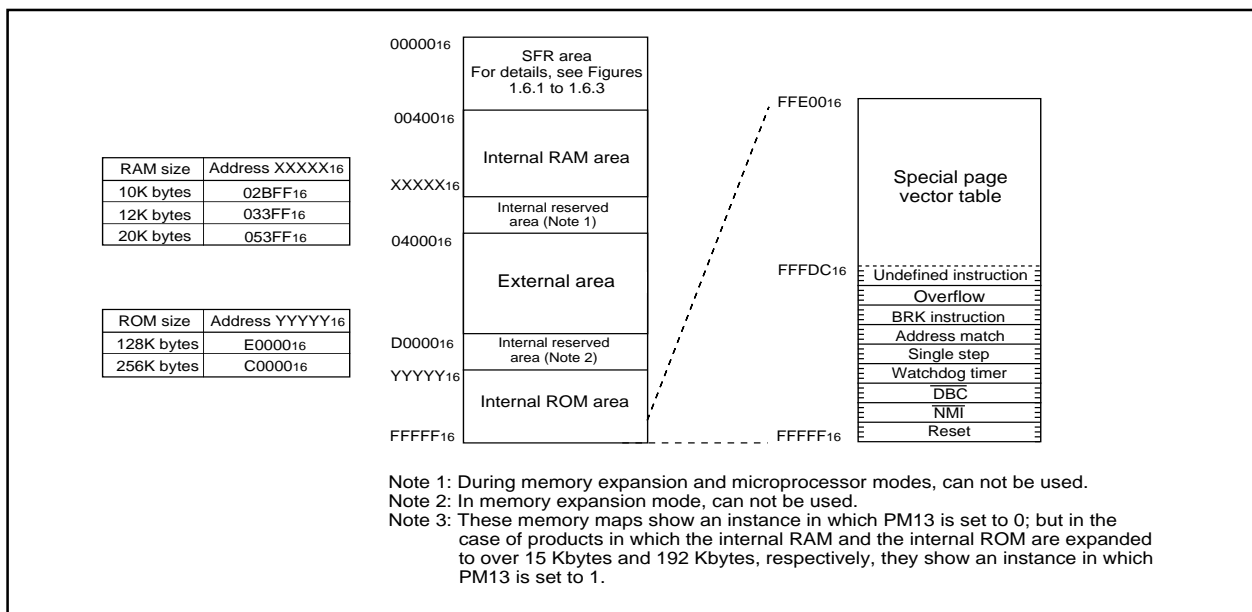 0000016
SFR area
For details, see Figures
1.6.1 to 1.6.3
0040016
Internal RAM area
XXXXX16
Internal reserved
area (Note 1)
0400016
External area
D000016
Internal reserved
area (Note 2)
YYYYY16
Internal ROM area
FFFFF16
RAM size Address XXXXX16
10K bytes 02BFF16
12K bytes 033FF16
20K bytes 053FF16
ROM size Address YYYYY16
128K bytes E000016
256K bytes C000016
FFE0016
Special page
vector table
FFFDC16
Undefined instruction
Overflow
BRK instruction
Address match
Single step
Watchdog timer
DBC
NMI
Reset
FFFFF16
Note 1: During memory expansion and microprocessor modes, can not be used.
Note 2: In memory expansion mode, can not be used.
Note 3: These memory maps show an instance in which PM13 is set to 0; but in the
case of products in which the internal RAM and the internal ROM are expanded
to over 15 Kbytes and 192 Kbytes, respectively, they show an instance in which
PM13 is set to 1.